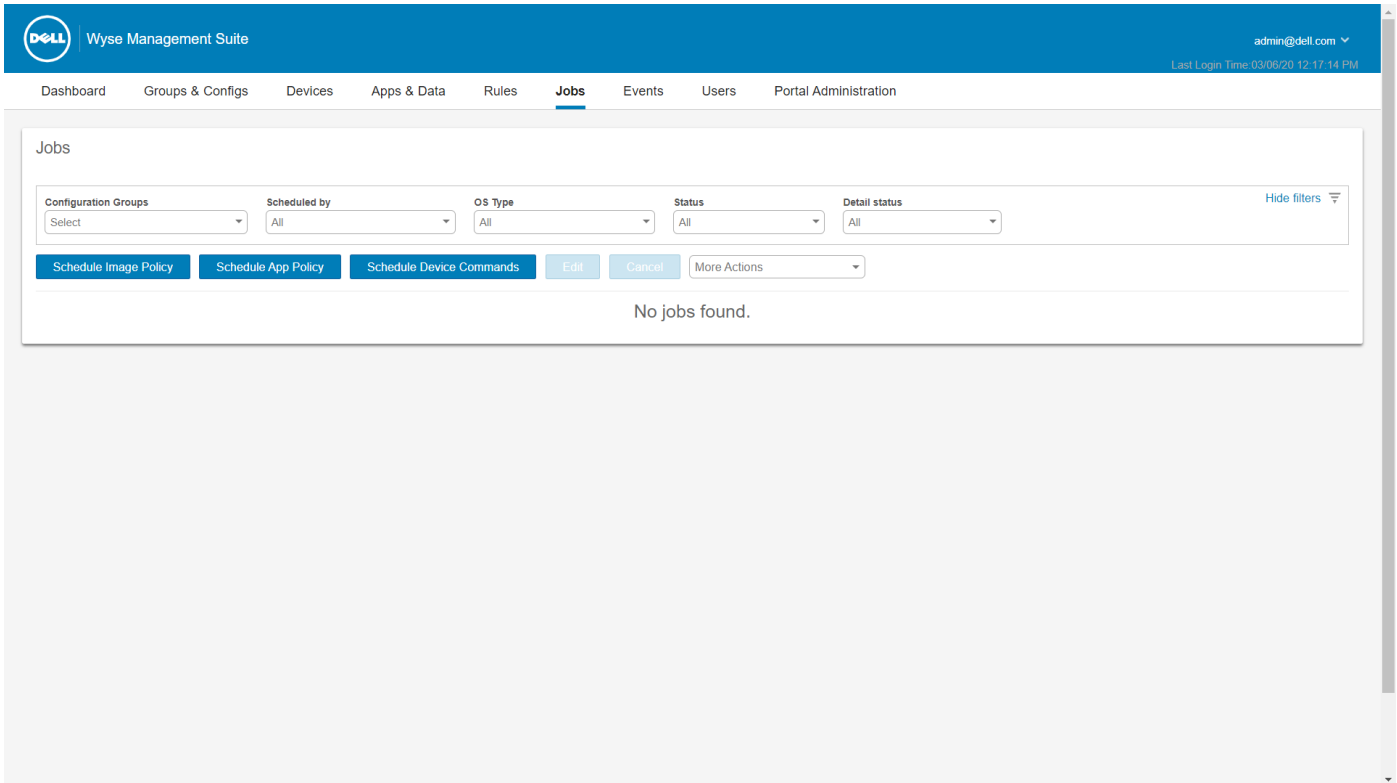 DELL Wyse Management Suite
admin@dell.com
Last Login Time:03/06/20 12:17:14 PM
Dashboard Groups & Configs Devices Apps & Data Rules Jobs Events Users Portal Administration
Jobs
Hide filters
Configuration Groups Scheduled by OS Type Status Detail status
Select All All All All
Schedule Image Policy Schedule App Policy Schedule Device Commands Edit Cancel More Actions
No jobs found.